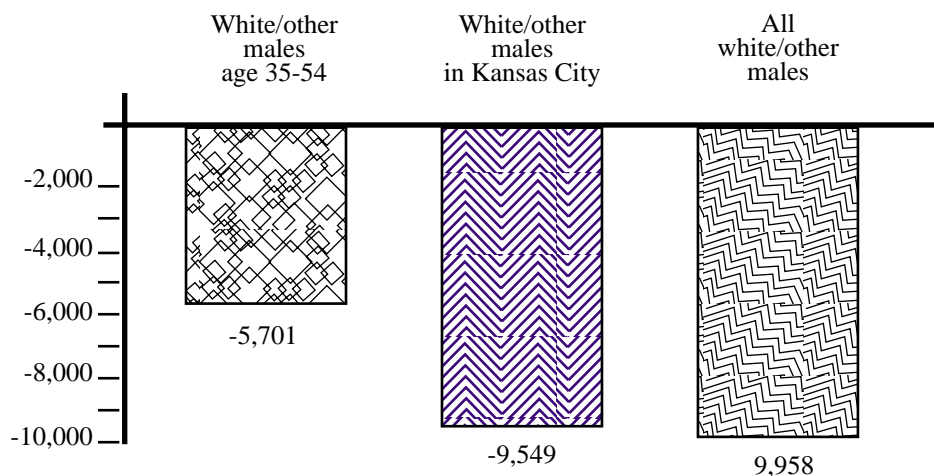 White/other
males
age 35-54
White/other
males
in Kansas City
All
white/other
males
-2,000
-4,000
-6,000
-8,000
-10,000
-5,701
-9,549
9,958